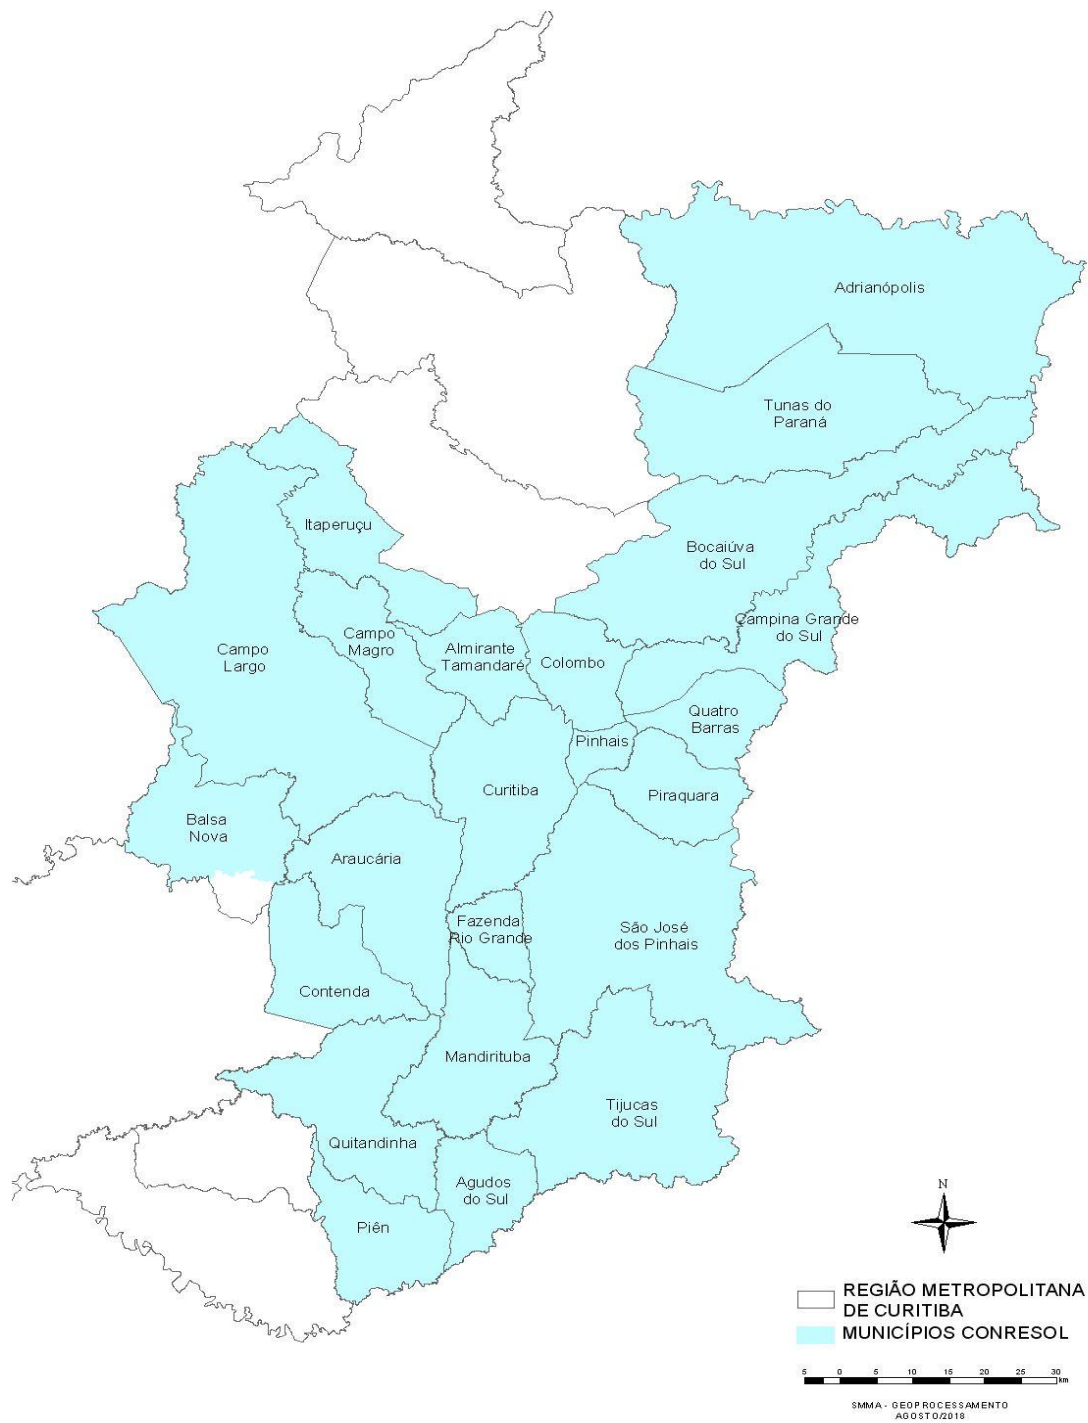 Adrianópolis
Tunas do
Paraná
Itaperuçu
Bocaiúva
do Sul
Campina Grande
do Sul
Campo
Magro
Campo
Largo
Almirante
Tamandaré
Colombo
Quatro
Barras
Pinhais
Curitiba
Piraquara
Balsa
Nova
Araucária
Fazenda
Rio Grande
São José
dos Pinhais
Contenda
Mandirituba
Tijucas
do Sul
Quitandinha
Agudos
do Sul
Piên
N
REGIÃO METROPOLITANA
DE CURITIBA
MUNICÍPIOS CONRESOL
5 0 5 10 15 20 25 30
km
SMMA - GEOPROCESSAMENTO
AGOSTO/2018